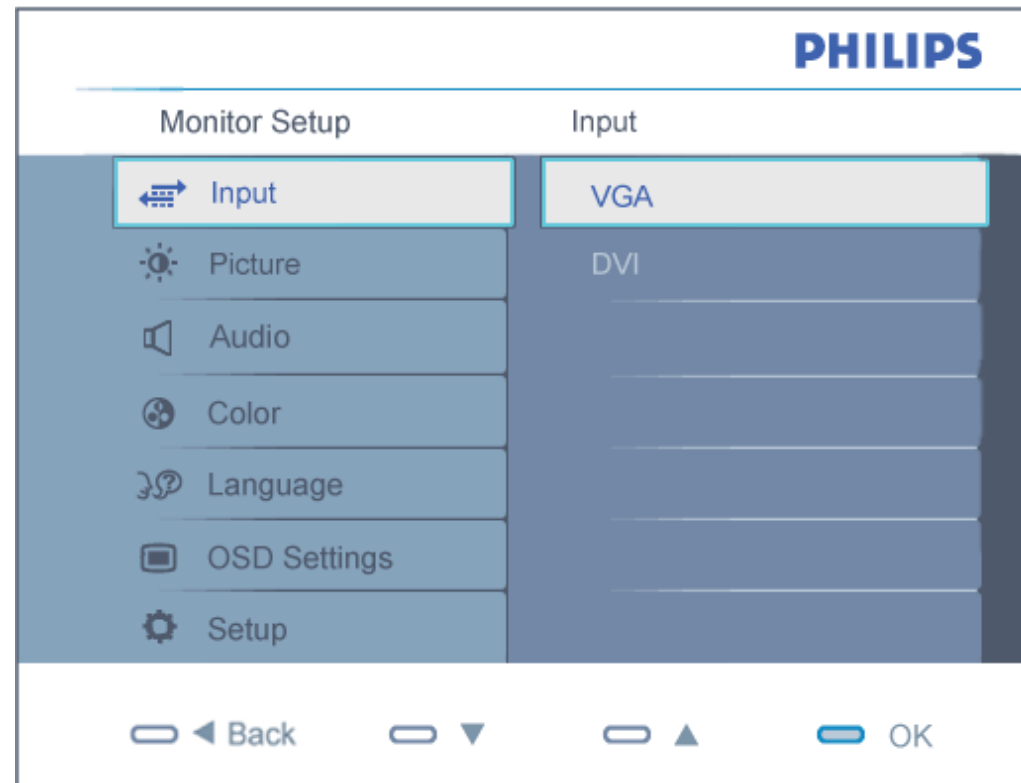 PHILIPS
Monitor Setup
Input
Input
VGA
Picture
DVI
Audio
Color
Language
OSD Settings
Setup
Back
OK